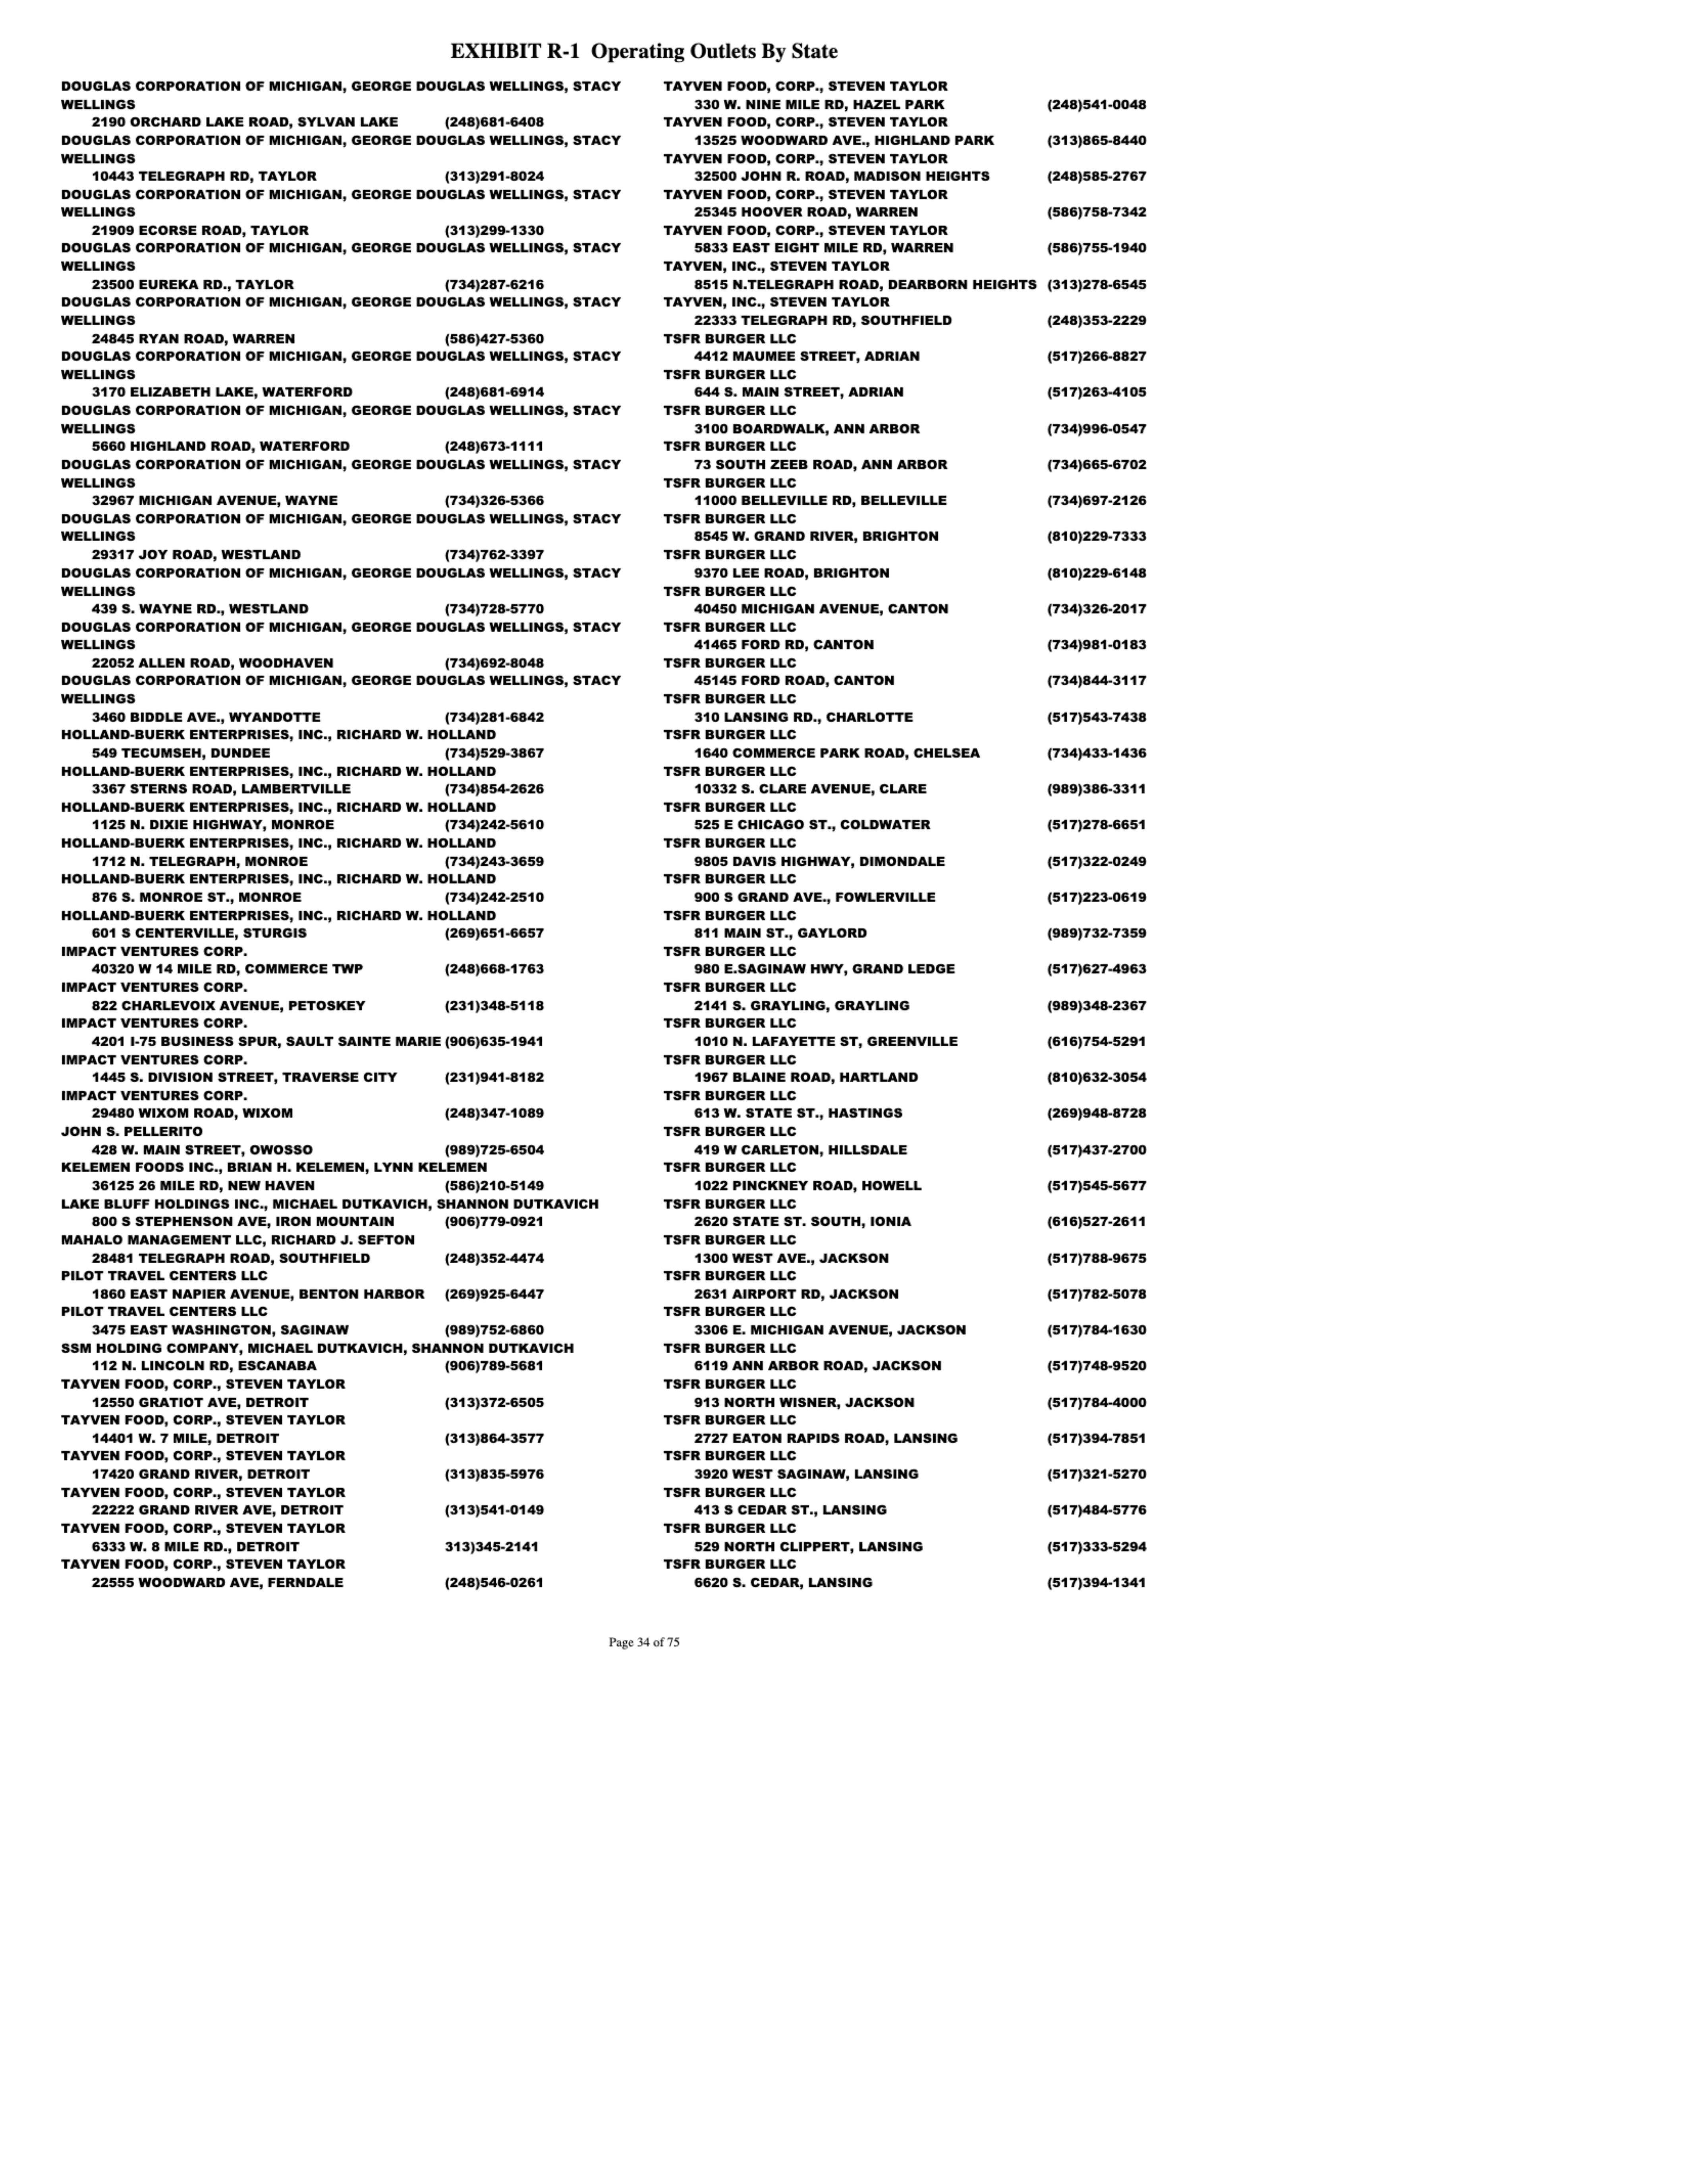 EXHIBIT R-1 Operating Outlets By State
DOUGLAS CORPORATION OF MICHIGAN, GEORGE DOUGLAS WELLINGS, STACY
WELLINGS
2190 ORCHARD LAKE ROAD, SYLVAN LAKE (248)681-6408
DOUGLAS CORPORATION OF MICHIGAN, GEORGE DOUGLAS WELLINGS, STACY
WELLINGS
10443 TELEGRAPH RD, TAYLOR (313)291-8024
DOUGLAS CORPORATION OF MICHIGAN, GEORGE DOUGLAS WELLINGS, STACY
WELLINGS
21909 ECORSE ROAD, TAYLOR (313)299-1330
DOUGLAS CORPORATION OF MICHIGAN, GEORGE DOUGLAS WELLINGS, STACY
WELLINGS
23500 EUREKA RD., TAYLOR (734)287-6216
DOUGLAS CORPORATION OF MICHIGAN, GEORGE DOUGLAS WELLINGS, STACY
WELLINGS
24845 RYAN ROAD, WARREN (586)427-5360
DOUGLAS CORPORATION OF MICHIGAN, GEORGE DOUGLAS WELLINGS, STACY
WELLINGS
3170 ELIZABETH LAKE, WATERFORD (248)681-6914
DOUGLAS CORPORATION OF MICHIGAN, GEORGE DOUGLAS WELLINGS, STACY
WELLINGS
5660 HIGHLAND ROAD, WATERFORD (248)673-1111
DOUGLAS CORPORATION OF MICHIGAN, GEORGE DOUGLAS WELLINGS, STACY
WELLINGS
32967 MICHIGAN AVENUE, WAYNE (734)326-5366
DOUGLAS CORPORATION OF MICHIGAN, GEORGE DOUGLAS WELLINGS, STACY
WELLINGS
29317 JOY ROAD, WESTLAND (734)762-3397
DOUGLAS CORPORATION OF MICHIGAN, GEORGE DOUGLAS WELLINGS, STACY
WELLINGS
439 S. WAYNE RD., WESTLAND (734)728-5770
DOUGLAS CORPORATION OF MICHIGAN, GEORGE DOUGLAS WELLINGS, STACY
WELLINGS
22052 ALLEN ROAD, WOODHAVEN (734)692-8048
DOUGLAS CORPORATION OF MICHIGAN, GEORGE DOUGLAS WELLINGS, STACY
WELLINGS
3460 BIDDLE AVE., WYANDOTTE (734)281-6842
HOLLAND-BUERK ENTERPRISES, INC., RICHARD W. HOLLAND
549 TECUMSEH, DUNDEE (734)529-3867
HOLLAND-BUERK ENTERPRISES, INC., RICHARD W. HOLLAND
3367 STERNS ROAD, LAMBERTVILLE (734)854-2626
HOLLAND-BUERK ENTERPRISES, INC., RICHARD W. HOLLAND
1125 N. DIXIE HIGHWAY, MONROE (734)242-5610
HOLLAND-BUERK ENTERPRISES, INC., RICHARD W. HOLLAND
1712 N. TELEGRAPH, MONROE (734)243-3659
HOLLAND-BUERK ENTERPRISES, INC., RICHARD W. HOLLAND
876 S. MONROE ST., MONROE (734)242-2510
HOLLAND-BUERK ENTERPRISES, INC., RICHARD W. HOLLAND
601 S CENTERVILLE, STURGIS (269)651-6657
IMPACT VENTURES CORP.
40320 W 14 MILE RD, COMMERCE TWP (248)668-1763
IMPACT VENTURES CORP.
822 CHARLEVOIX AVENUE, PETOSKEY (231)348-5118
IMPACT VENTURES CORP.
4201 I-75 BUSINESS SPUR, SAULT SAINTE MARIE (906)635-1941
IMPACT VENTURES CORP.
1445 S. DIVISION STREET, TRAVERSE CITY (231)941-8182
IMPACT VENTURES CORP.
29480 WIXOM ROAD, WIXOM (248)347-1089
JOHN S. PELLERITO
428 W. MAIN STREET, OWOSSO (989)725-6504
KELEMEN FOODS INC., BRIAN H. KELEMEN, LYNN KELEMEN
36125 26 MILE RD, NEW HAVEN (586)210-5149
LAKE BLUFF HOLDINGS INC., MICHAEL DUTKAVICH, SHANNON DUTKAVICH
800 S STEPHENSON AVE, IRON MOUNTAIN (906)779-0921
MAHALO MANAGEMENT LLC, RICHARD J. SEFTON
28481 TELEGRAPH ROAD, SOUTHFIELD (248)352-4474
PILOT TRAVEL CENTERS LLC
1860 EAST NAPIER AVENUE, BENTON HARBOR (269)925-6447
PILOT TRAVEL CENTERS LLC
3475 EAST WASHINGTON, SAGINAW (989)752-6860
SSM HOLDING COMPANY, MICHAEL DUTKAVICH, SHANNON DUTKAVICH
112 N. LINCOLN RD, ESCANABA (906)789-5681
TAYVEN FOOD, CORP., STEVEN TAYLOR
12550 GRATIOT AVE, DETROIT (313)372-6505
TAYVEN FOOD, CORP., STEVEN TAYLOR
14401 W. 7 MILE, DETROIT (313)864-3577
TAYVEN FOOD, CORP., STEVEN TAYLOR
17420 GRAND RIVER, DETROIT (313)835-5976
TAYVEN FOOD, CORP., STEVEN TAYLOR
22222 GRAND RIVER AVE, DETROIT (313)541-0149
TAYVEN FOOD, CORP., STEVEN TAYLOR
6333 W. 8 MILE RD., DETROIT 313)345-2141
TAYVEN FOOD, CORP., STEVEN TAYLOR
22555 WOODWARD AVE, FERNDALE (248)546-0261
TAYVEN FOOD, CORP., STEVEN TAYLOR
330 W. NINE MILE RD, HAZEL PARK (248)541-0048
TAYVEN FOOD, CORP., STEVEN TAYLOR
13525 WOODWARD AVE., HIGHLAND PARK (313)865-8440
TAYVEN FOOD, CORP., STEVEN TAYLOR
32500 JOHN R. ROAD, MADISON HEIGHTS (248)585-2767
TAYVEN FOOD, CORP., STEVEN TAYLOR
25345 HOOVER ROAD, WARREN (586)758-7342
TAYVEN FOOD, CORP., STEVEN TAYLOR
5833 EAST EIGHT MILE RD, WARREN (586)755-1940
TAYVEN, INC., STEVEN TAYLOR
8515 N.TELEGRAPH ROAD, DEARBORN HEIGHTS (313)278-6545
TAYVEN, INC., STEVEN TAYLOR
22333 TELEGRAPH RD, SOUTHFIELD (248)353-2229
TSFR BURGER LLC
4412 MAUMEE STREET, ADRIAN (517)266-8827
TSFR BURGER LLC
644 S. MAIN STREET, ADRIAN (517)263-4105
TSFR BURGER LLC
3100 BOARDWALK, ANN ARBOR (734)996-0547
TSFR BURGER LLC
73 SOUTH ZEEB ROAD, ANN ARBOR (734)665-6702
TSFR BURGER LLC
11000 BELLEVILLE RD, BELLEVILLE (734)697-2126
TSFR BURGER LLC
8545 W. GRAND RIVER, BRIGHTON (810)229-7333
TSFR BURGER LLC
9370 LEE ROAD, BRIGHTON (810)229-6148
TSFR BURGER LLC
40450 MICHIGAN AVENUE, CANTON (734)326-2017
TSFR BURGER LLC
41465 FORD RD, CANTON (734)981-0183
TSFR BURGER LLC
45145 FORD ROAD, CANTON (734)844-3117
TSFR BURGER LLC
310 LANSING RD., CHARLOTTE (517)543-7438
TSFR BURGER LLC
1640 COMMERCE PARK ROAD, CHELSEA (734)433-1436
TSFR BURGER LLC
10332 S. CLARE AVENUE, CLARE (989)386-3311
TSFR BURGER LLC
525 E CHICAGO ST., COLDWATER (517)278-6651
TSFR BURGER LLC
9805 DAVIS HIGHWAY, DIMONDALE (517)322-0249
TSFR BURGER LLC
900 S GRAND AVE., FOWLERVILLE (517)223-0619
TSFR BURGER LLC
811 MAIN ST., GAYLORD (989)732-7359
TSFR BURGER LLC
980 E.SAGINAW HWY, GRAND LEDGE (517)627-4963
TSFR BURGER LLC
2141 S. GRAYLING, GRAYLING (989)348-2367
TSFR BURGER LLC
1010 N. LAFAYETTE ST, GREENVILLE (616)754-5291
TSFR BURGER LLC
1967 BLAINE ROAD, HARTLAND (810)632-3054
TSFR BURGER LLC
613 W. STATE ST., HASTINGS (269)948-8728
TSFR BURGER LLC
419 W CARLETON, HILLSDALE (517)437-2700
TSFR BURGER LLC
1022 PINCKNEY ROAD, HOWELL (517)545-5677
TSFR BURGER LLC
2620 STATE ST. SOUTH, IONIA (616)527-2611
TSFR BURGER LLC
1300 WEST AVE., JACKSON (517)788-9675
TSFR BURGER LLC
2631 AIRPORT RD, JACKSON (517)782-5078
TSFR BURGER LLC
3306 E. MICHIGAN AVENUE, JACKSON (517)784-1630
TSFR BURGER LLC
6119 ANN ARBOR ROAD, JACKSON (517)748-9520
TSFR BURGER LLC
913 NORTH WISNER, JACKSON (517)784-4000
TSFR BURGER LLC
2727 EATON RAPIDS ROAD, LANSING (517)394-7851
TSFR BURGER LLC
3920 WEST SAGINAW, LANSING (517)321-5270
TSFR BURGER LLC
413 S CEDAR ST., LANSING (517)484-5776
TSFR BURGER LLC
529 NORTH CLIPPERT, LANSING (517)333-5294
TSFR BURGER LLC
6620 S. CEDAR, LANSING (517)394-1341
Page 34 of 75